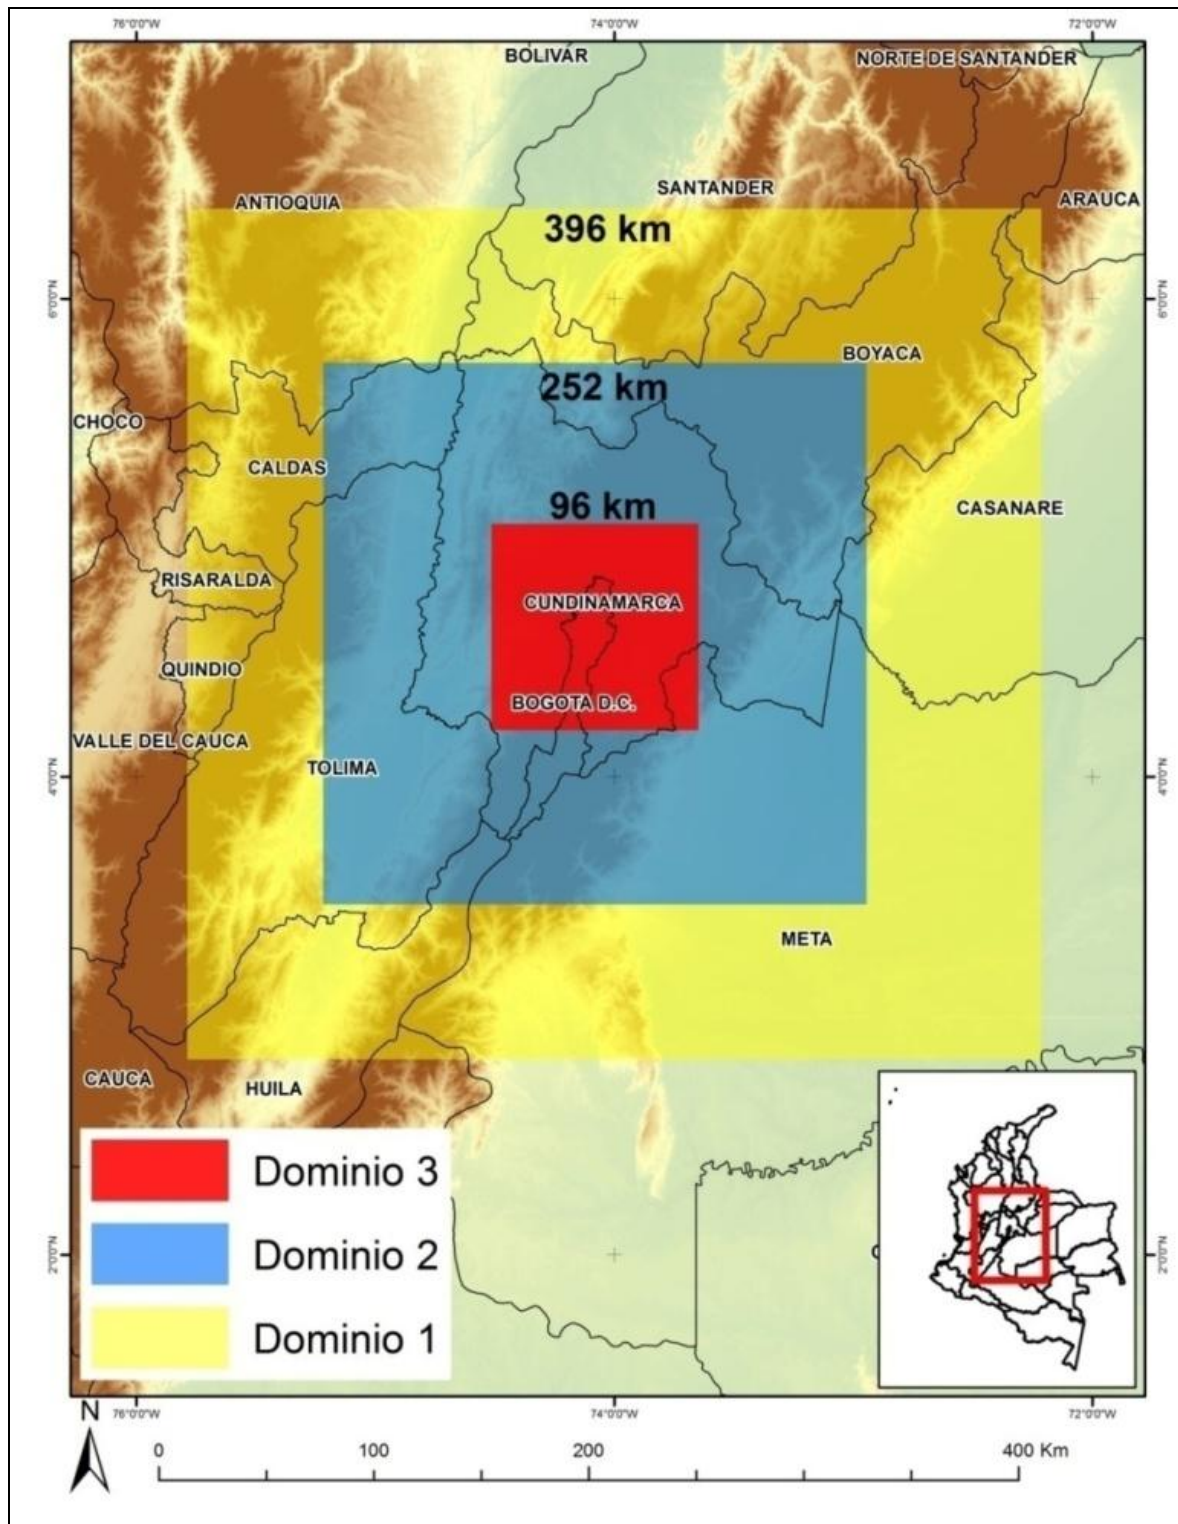 76°0'0"W 74°0'0"W 72°0'0"W
BOLIVAR
NORTE DE SANTANDER
SANTANDER
ANTIOQUIA
ARAUCA
396 km
6°0'0"N 6°0'0"N
BOYACA
252 km
CHOCO
CALDAS
96 km
CASANARE
RISARALDA
CUNDINAMARCA
QUINDIO
BOGOTA D.C.
VALLE DEL CAUCA
TOLIMA
4°0'0"N 4°0'0"N
META
CAUCA
HUILA
Dominio 3
Dominio 2
2°0'0"N 2°0'0"N
Dominio 1
76°0'0"W 74°0'0"W 72°0'0"W
N
0 100 200 400 Km